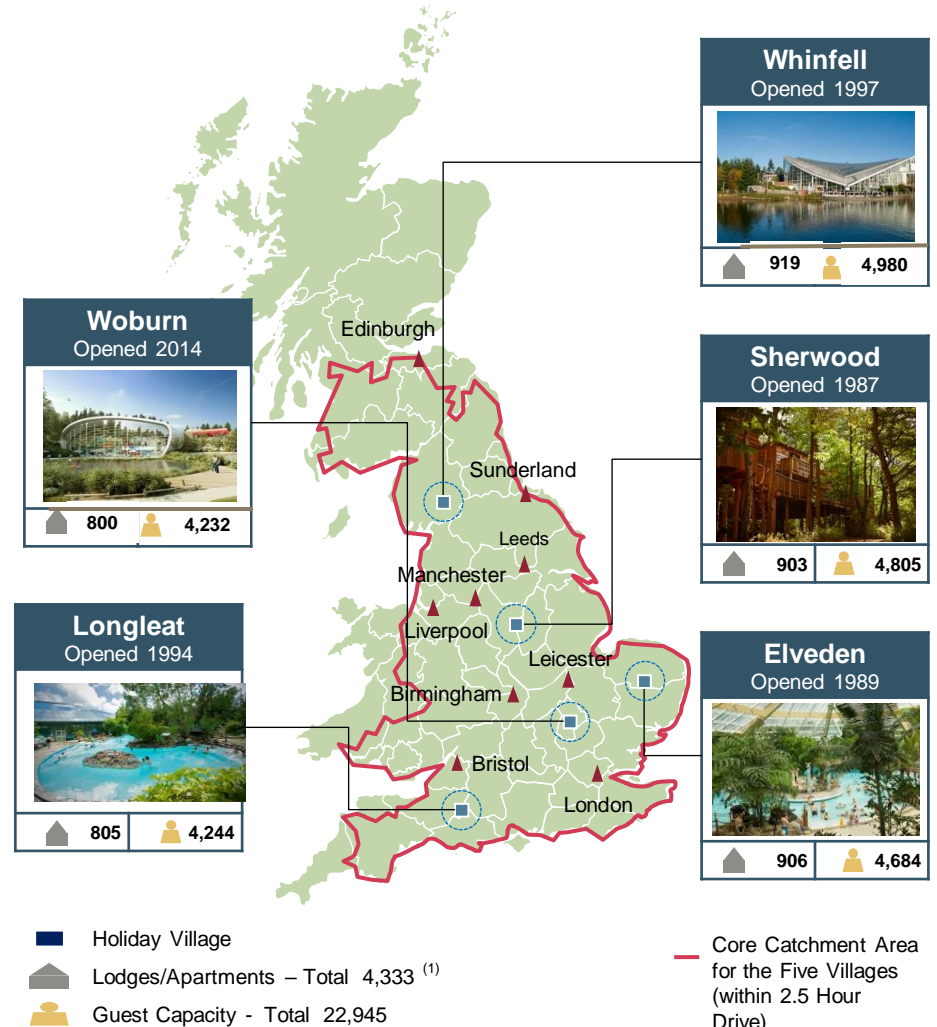 Whinfell
Opened 1997
919
4,980
Edinburgh
Woburn
Opened 2014
800
4,232
Sherwood
Opened 1987
903
4,805
Sunderland
Leeds
Manchester
Liverpool
Leicester
Birmingham
Bristol
London
Longleat
Opened 1994
805
4,244
Elveden
Opened 1989
906
4,684
Holiday Village
Lodges/Apartments – Total 4,333 (1)
Guest Capacity - Total 22,945
Core Catchment Area
for the Five Villages
(within 2.5 Hour
Drive)